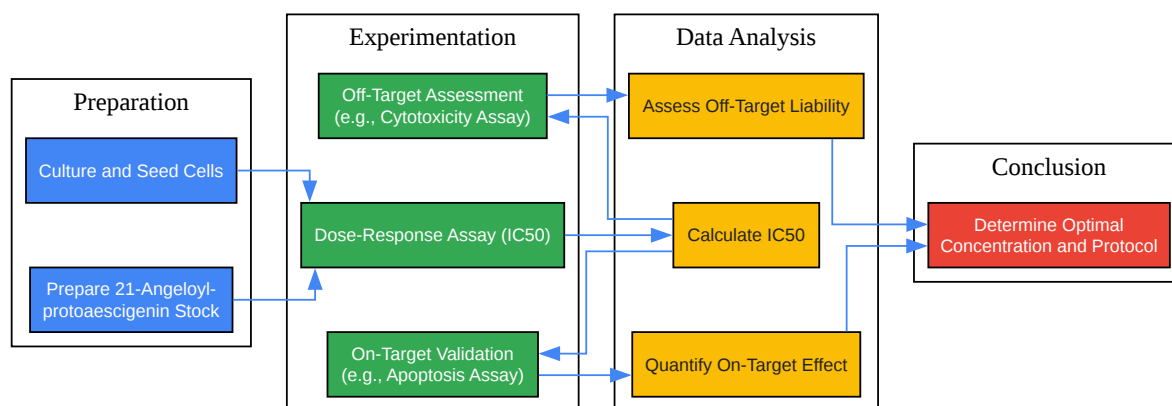 Preparation
Culture and Seed Cells
Prepare 21-Angeloyl-
protoaescigenin Stock
Experimentation
Off-Target Assessment
(e.g., Cytotoxicity Assay)
Dose-Response Assay (IC50)
On-Target Validation
(e.g., Apoptosis Assay)
Data Analysis
Assess Off-Target Liability
Calculate IC50
Quantify On-Target Effect
Conclusion
Determine Optimal
Concentration and Protocol